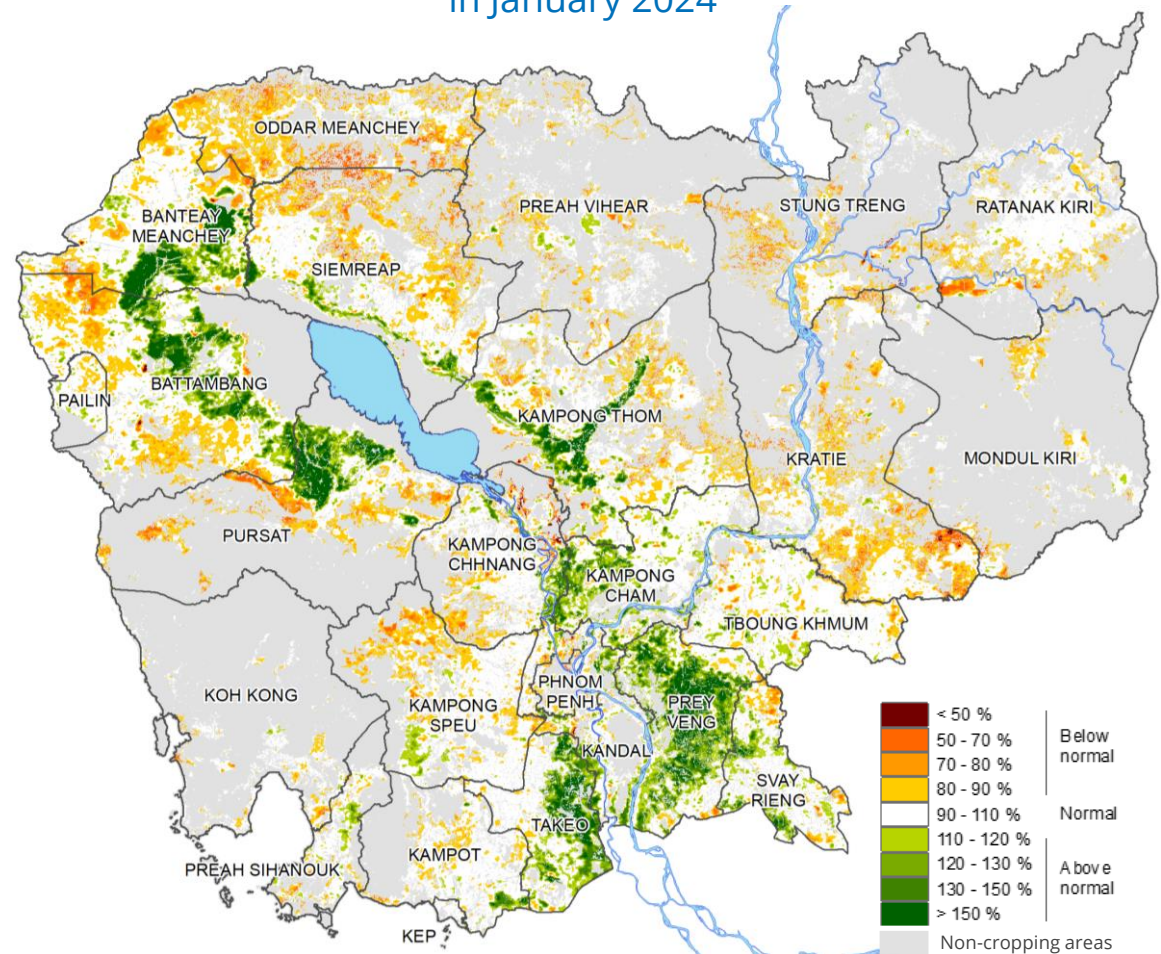 in January 2024
ODDAR MEANCHEY
BANTEAY
MEANCHEY
PREAH VIHEAR
STUNG TRENG
RATANAK KIRI
SIEMREAP
BATTAMBANG
PAILIN
KAMPONG THOM
KRATIE
MONDUL KIRI
PURSAT
KAMPONG
CHHNANG
KAMPONG
CHAM
TBOUNG KHMUM
KOH KONG
KAMPONG
SPEU
PHNOM
PENH
PREY
VENG
KANDAL
SVAY
RIENG
TAKEO
KAMPOT
PREAH SIHANOUK
KEP
< 50 %
50 - 70 %
70 - 80 %
80 - 90 %
Below
normal
90 - 110 %
Normal
110 - 120 %
120 - 130 %
130 - 150 %
> 150 %
Above
normal
Non-cropping areas